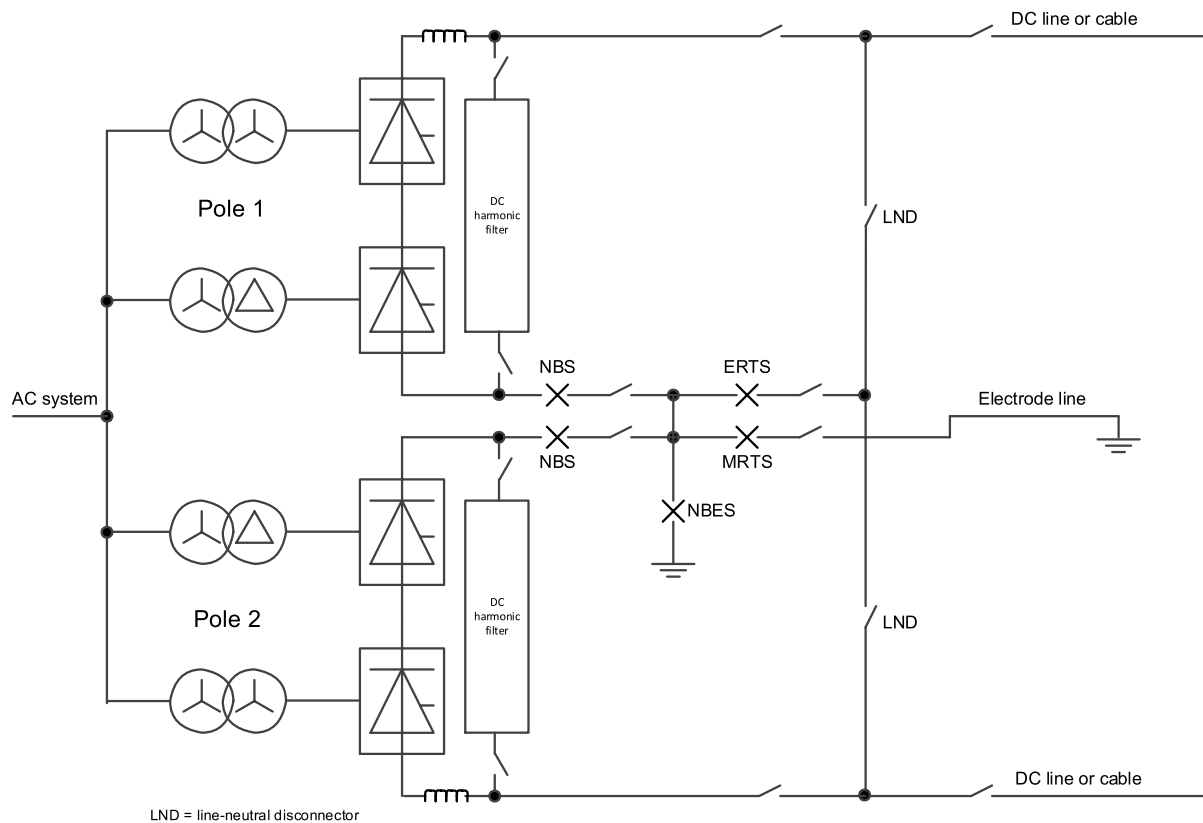 DC line or cable
Pole 1
LND
DC
harmonic
filter
NBS
ERTS
AC system
Electrode line
NBS
MRTS
NBES
DC
harmonic
filter
Pole 2
LND
DC line or cable
LND = line-neutral disconnector